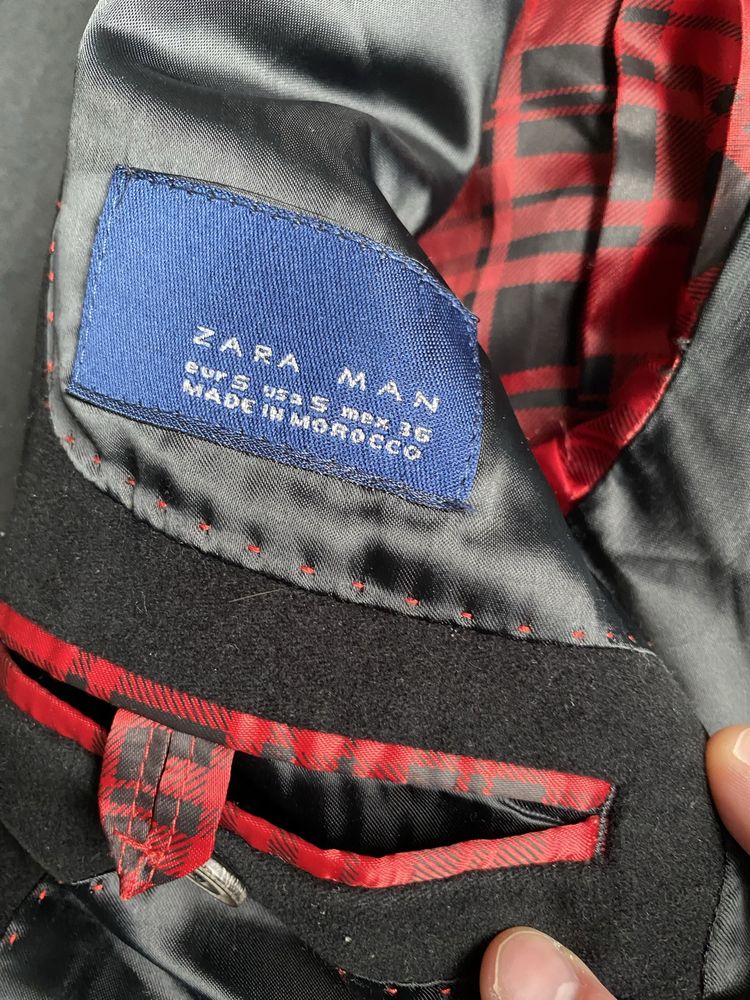 ZARA MAN
eur S usa S mex 36
MADE IN MOROCCO